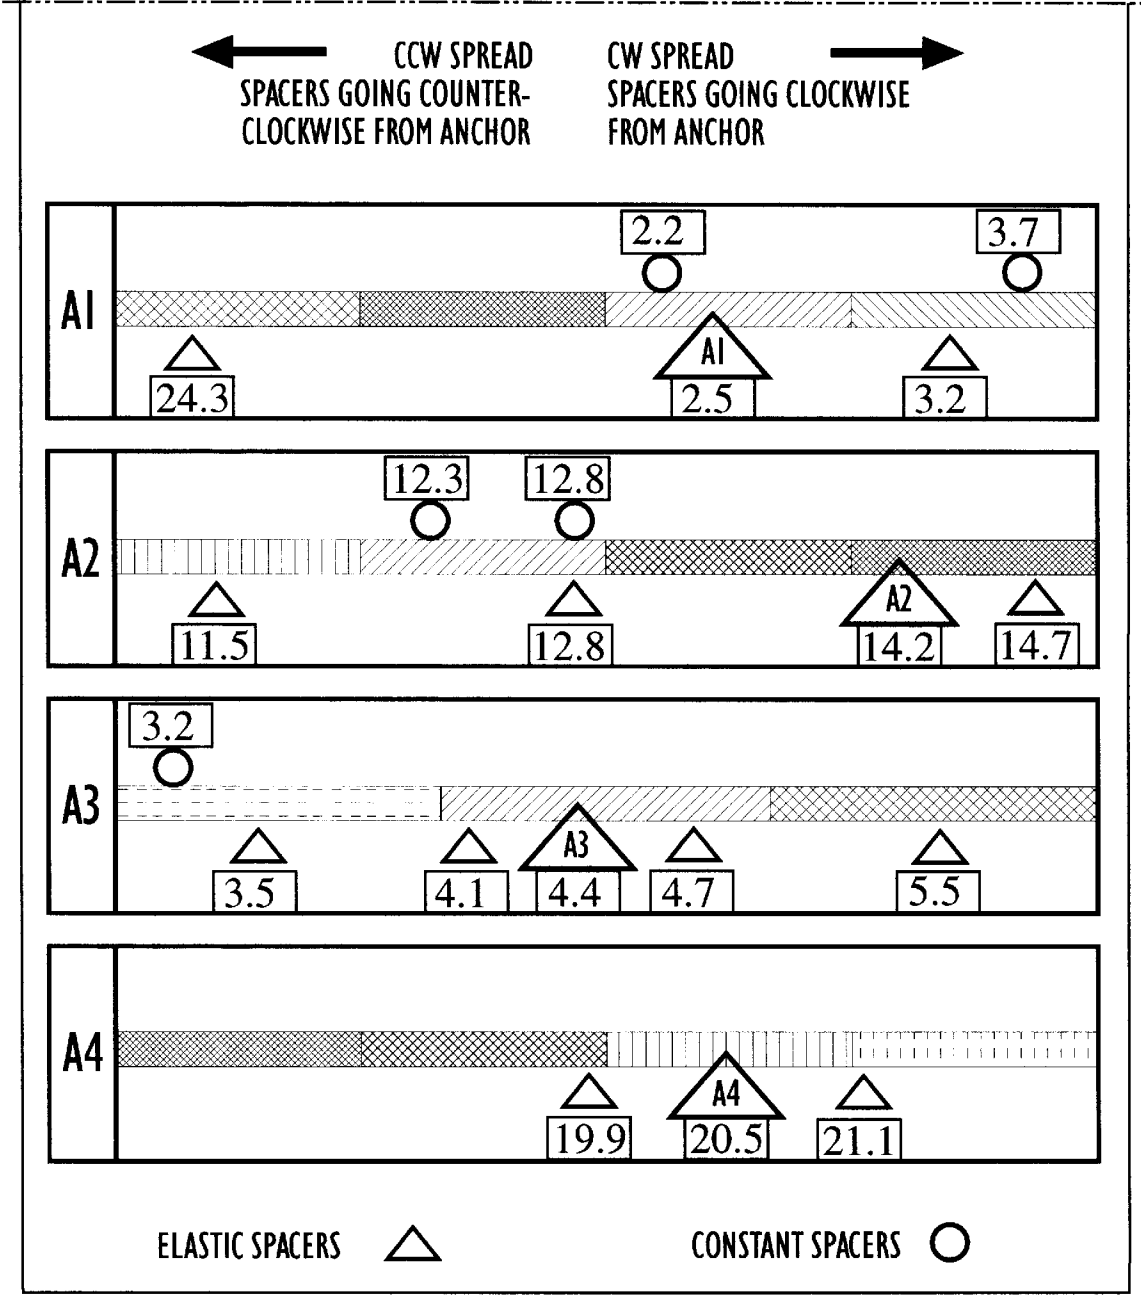 CCW SPREAD
SPACERS GOING COUNTER-
CLOCKWISE FROM ANCHOR
CW SPREAD
SPACERS GOING CLOCKWISE
FROM ANCHOR
2.2
3.7
A1
A1
24.3
2.5
3.2
12.3
12.8
A2
A2
11.5
12.8
14.2
14.7
3.2
A3
A3
3.5
4.1
4.4
4.7
5.5
A4
A4
19.9
20.5
21.1
ELASTIC SPACERS
CONSTANT SPACERS